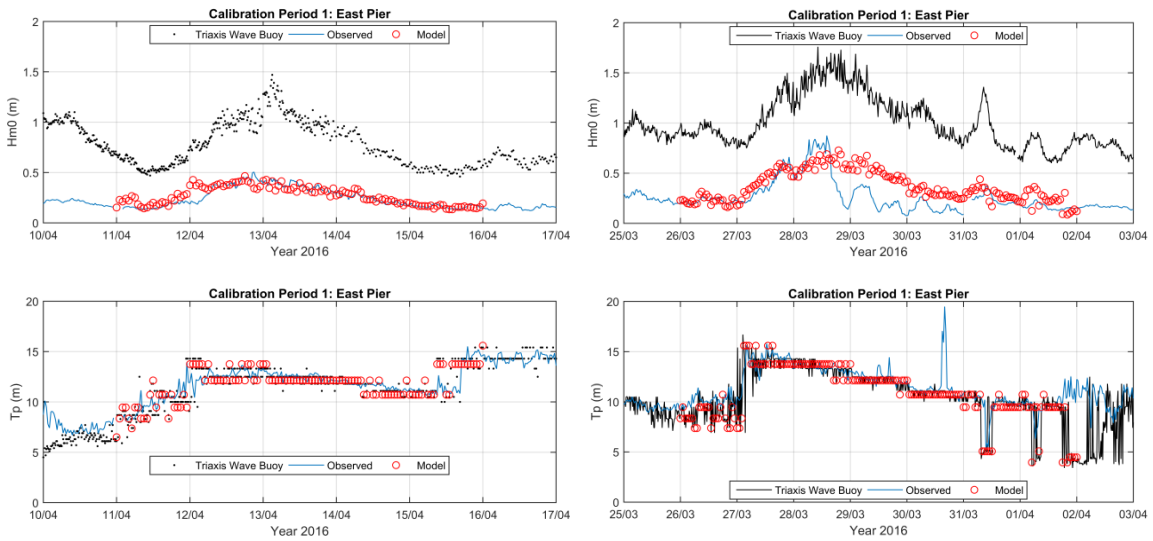 Calibration Period 1: East Pier
Triaxis Wave Buoy Observed Model
Hm0 (m)
2
1.5
1
0.5
0
10/04 11/04 12/04 13/04 14/04 15/04 16/04 17/04
Year 2016
Calibration Period 1: East Pier
Triaxis Wave Buoy Observed Model
Hm0 (m)
2
1.5
1
0.5
0
25/03 26/03 27/03 28/03 29/03 30/03 31/03 01/04 02/04 03/04
Year 2016
Calibration Period 1: East Pier
Tp (m)
20
15
10
5
0
Triaxis Wave Buoy Observed Model
10/04 11/04 12/04 13/04 14/04 15/04 16/04 17/04
Year 2016
Calibration Period 1: East Pier
Tp (m)
20
15
10
5
0
Triaxis Wave Buoy Observed Model
25/03 26/03 27/03 28/03 29/03 30/03 31/03 01/04 02/04 03/04
Year 2016